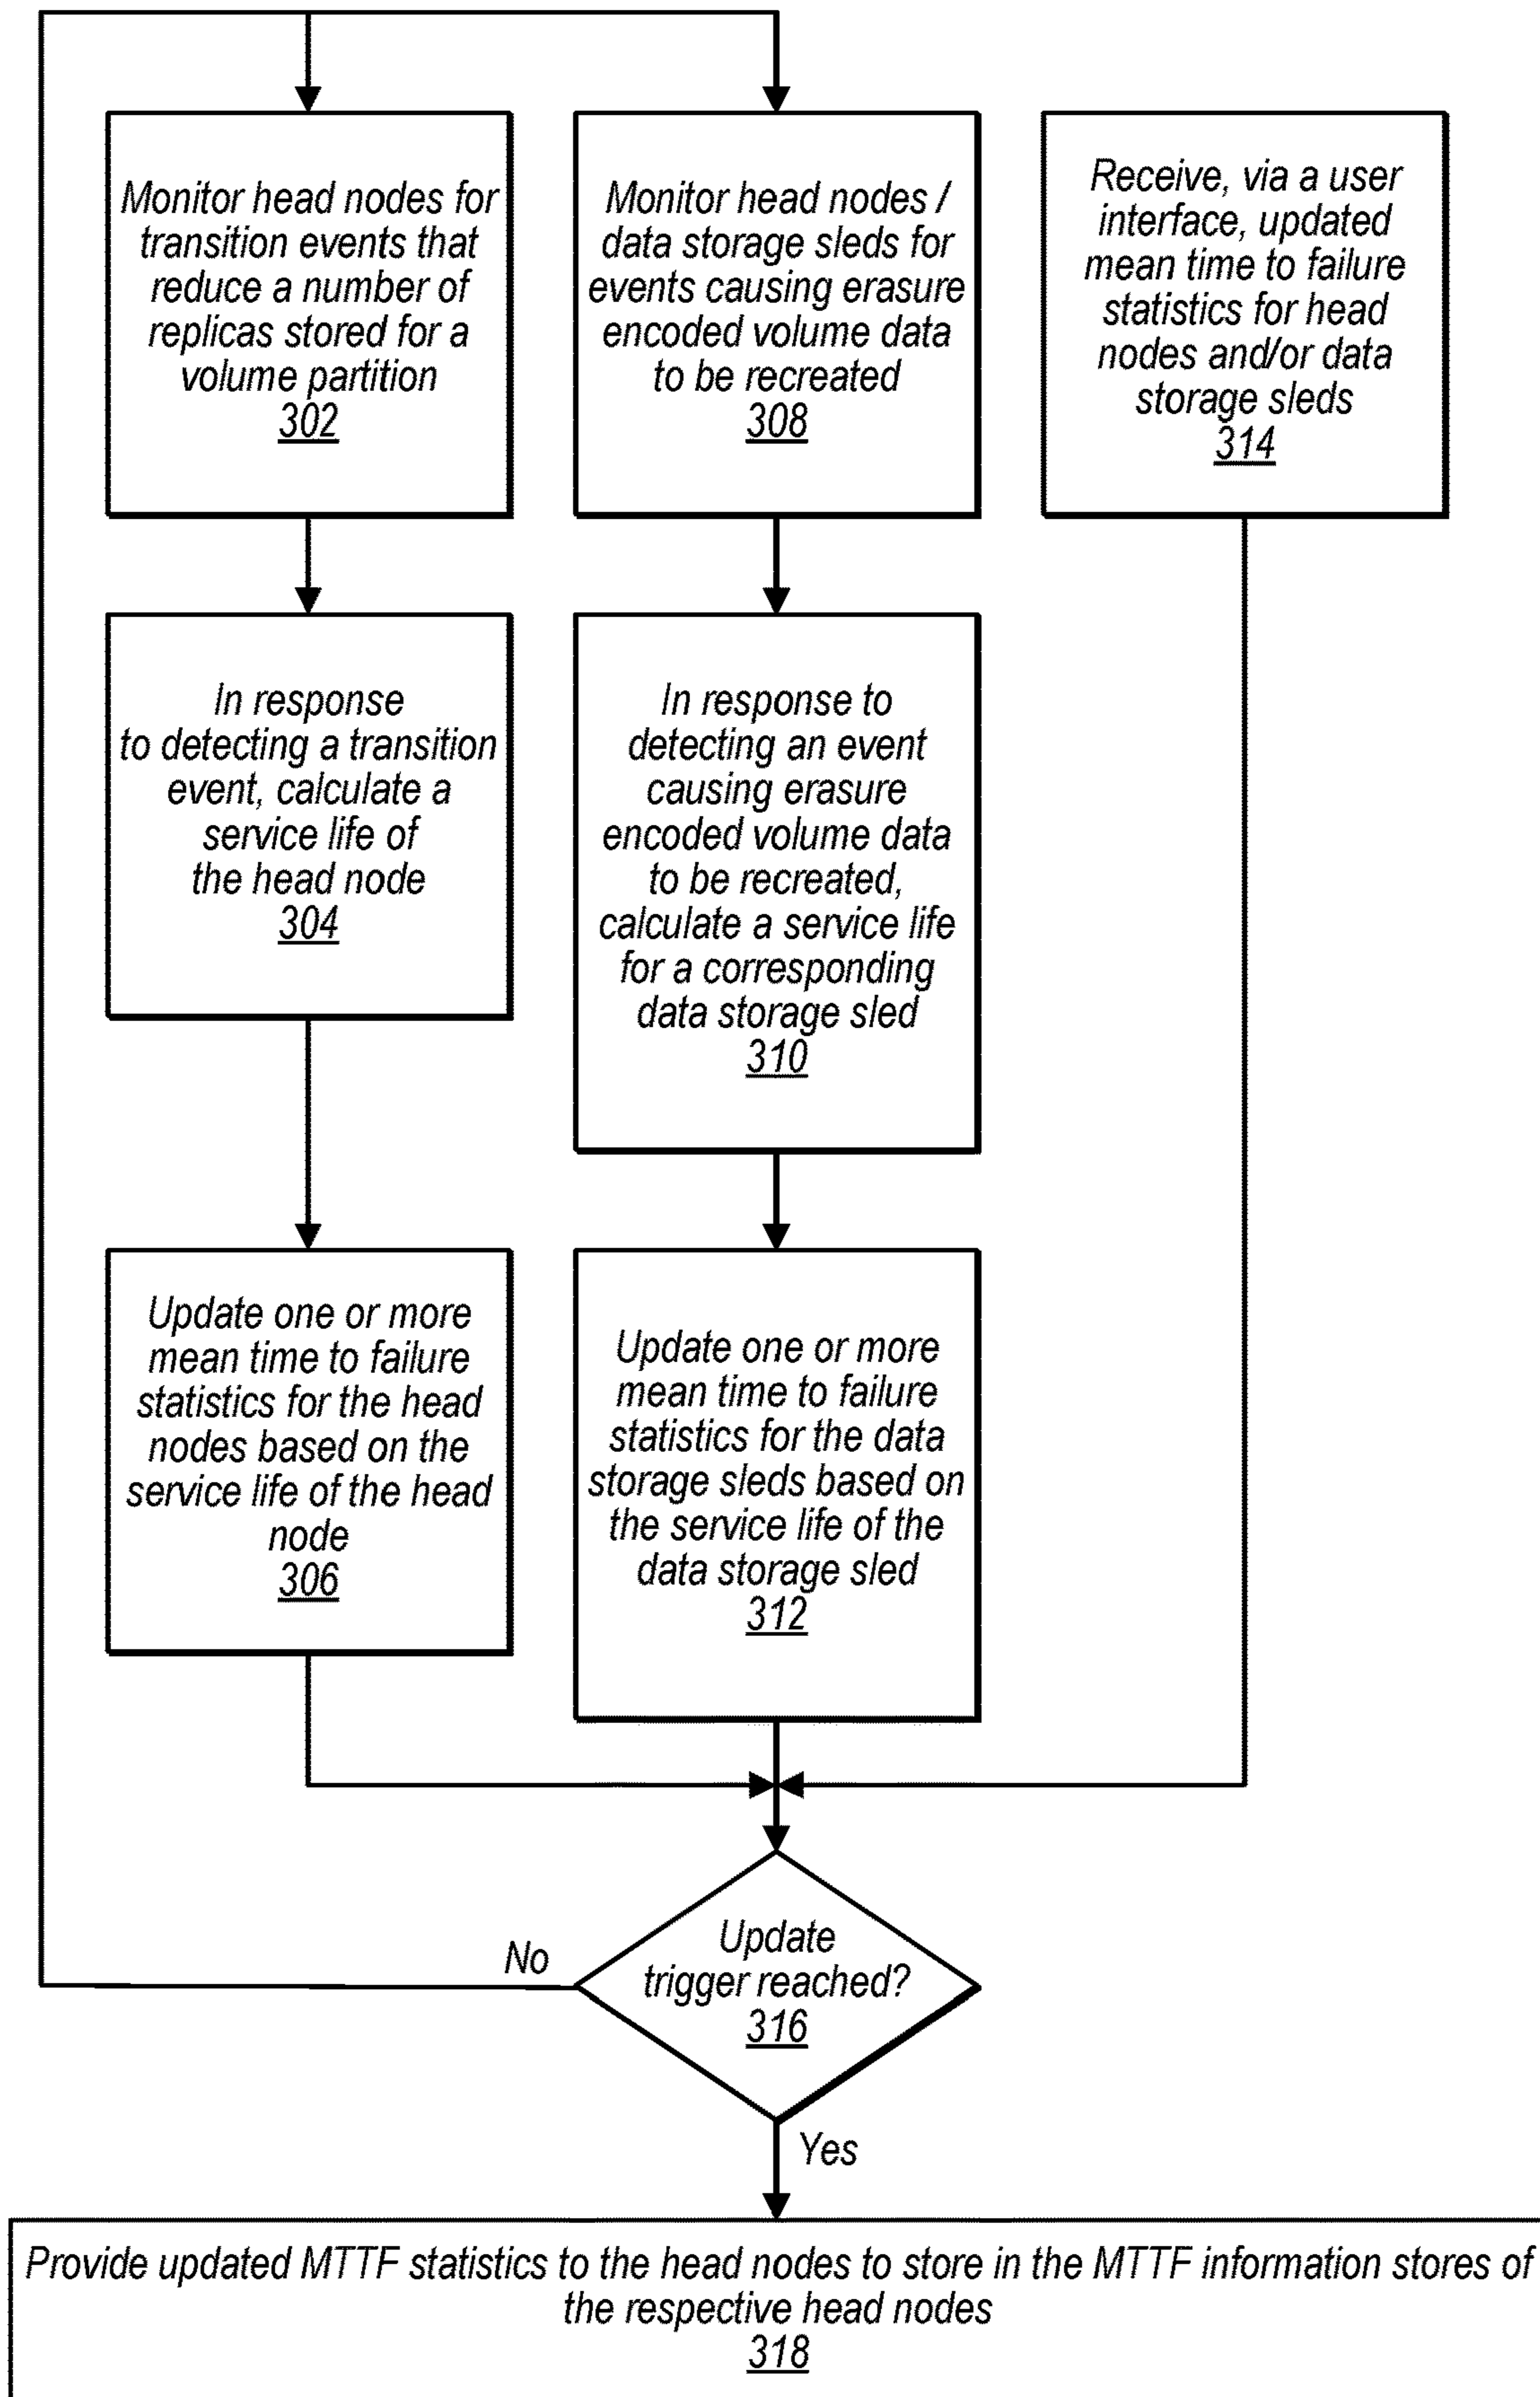 Monitor head nodes for
transition events that
reduce a number of
replicas stored for a
volume partition
302
Monitor head nodes /
data storage sleds for
events causing erasure
encoded volume data
to be recreated
308
Receive, via a user
interface, updated
mean time to failure
statistics for head
nodes and/or data
storage sleds
314
In response
to detecting a transition
event, calculate a
service life of
the head node
304
In response to
detecting an event
causing erasure
encoded volume data
to be recreated,
calculate a service life
for a corresponding
data storage sled
310
Update one or more
mean time to failure
statistics for the head
nodes based on the
service life of the head
node
306
Update one or more
mean time to failure
statistics for the data
storage sleds based on
the service life of the
data storage sled
312
Update
trigger reached?
316
No
Yes
Provide updated MTTF statistics to the head nodes to store in the MTTF information stores of
the respective head nodes
318